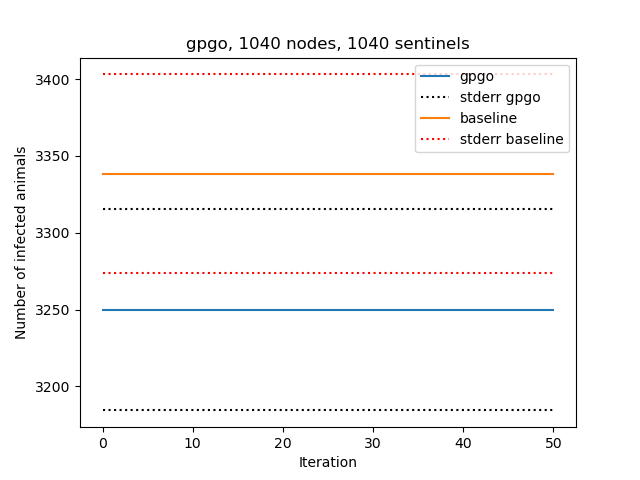 gpgo, 1040 nodes, 1040 sentinels
gpgo
stderr gpgo
baseline
stderr baseline
Number of infected animals
3400
3350
3300
3250
3200
0 10 20 30 40 50
Iteration